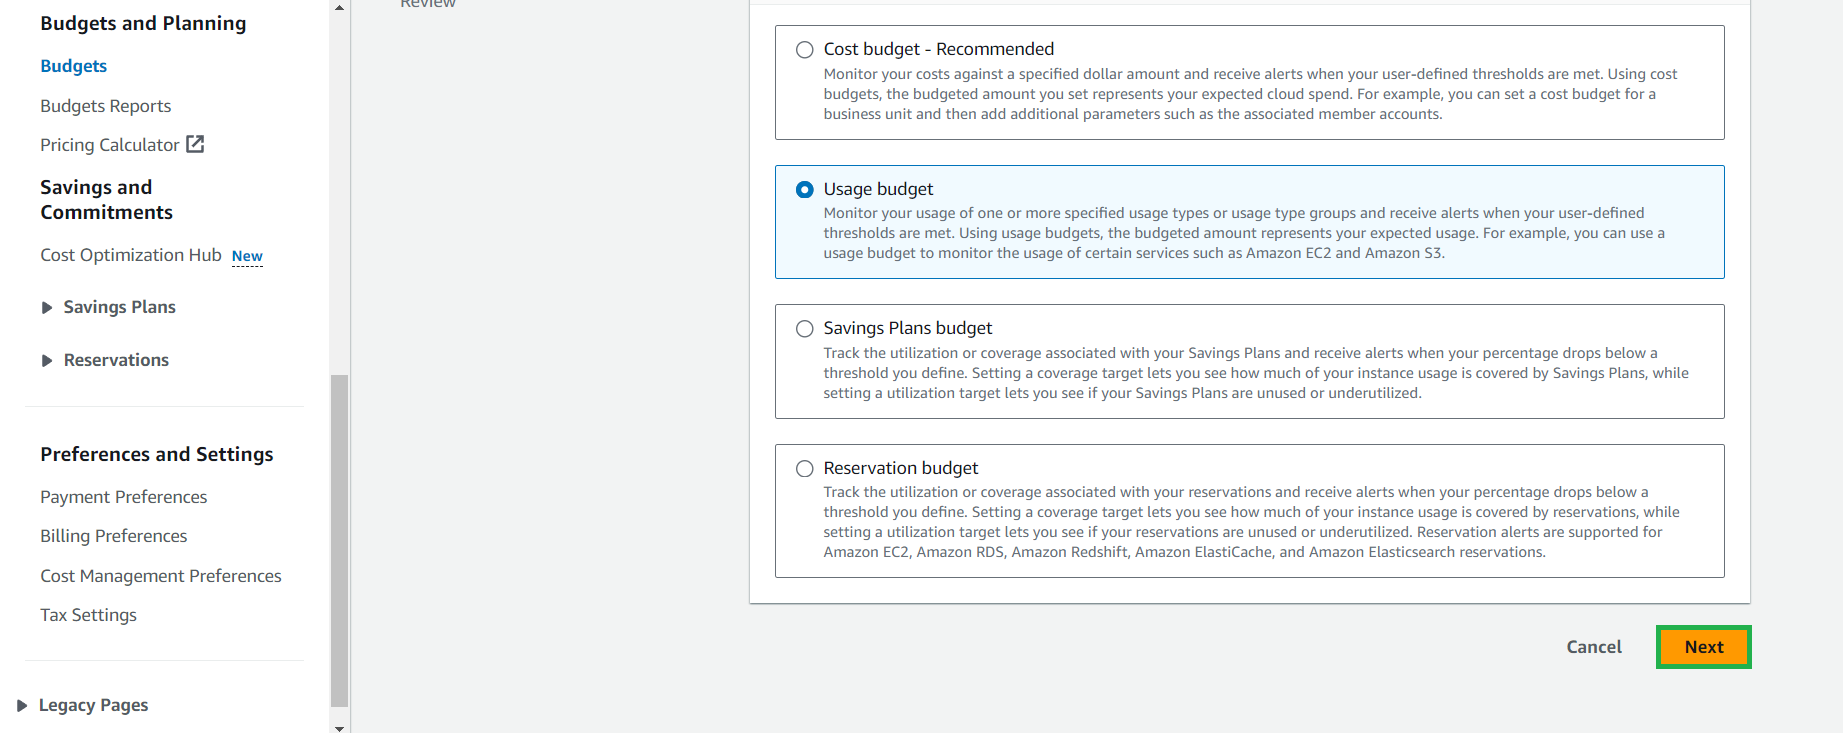 Budgets and Planning
Budgets
Budgets Reports
Pricing Calculator
Savings and
Commitments
Cost Optimization Hub New
Savings Plans
Reservations
Preferences and Settings
Payment Preferences
Billing Preferences
Cost Management Preferences
Tax Settings
Legacy Pages
Review
Cost budget - Recommended
Monitor your costs against a specified dollar amount and receive alerts when your user-defined thresholds are met. Using cost
budgets, the budgeted amount you set represents your expected cloud spend. For example, you can set a cost budget for a
business unit and then add additional parameters such as the associated member accounts.
Usage budget
Monitor your usage of one or more specified usage types or usage type groups and receive alerts when your user-defined
thresholds are met. Using usage budgets, the budgeted amount represents your expected usage. For example, you can use a
usage budget to monitor the usage of certain services such as Amazon EC2 and Amazon S3.
Savings Plans budget
Track the utilization or coverage associated with your Savings Plans and receive alerts when your percentage drops below a
threshold you define. Setting a coverage target lets you see how much of your instance usage is covered by Savings Plans, while
setting a utilization target lets you see if your Savings Plans are unused or underutilized.
Reservation budget
Track the utilization or coverage associated with your reservations and receive alerts when your percentage drops below a
threshold you define. Setting a coverage target lets you see how much of your instance usage is covered by reservations, while
setting a utilization target lets you see if your reservations are unused or underutilized. Reservation alerts are supported for
Amazon EC2, Amazon RDS, Amazon Redshift, Amazon ElastiCache, and Amazon Elasticsearch reservations.
Cancel
Next